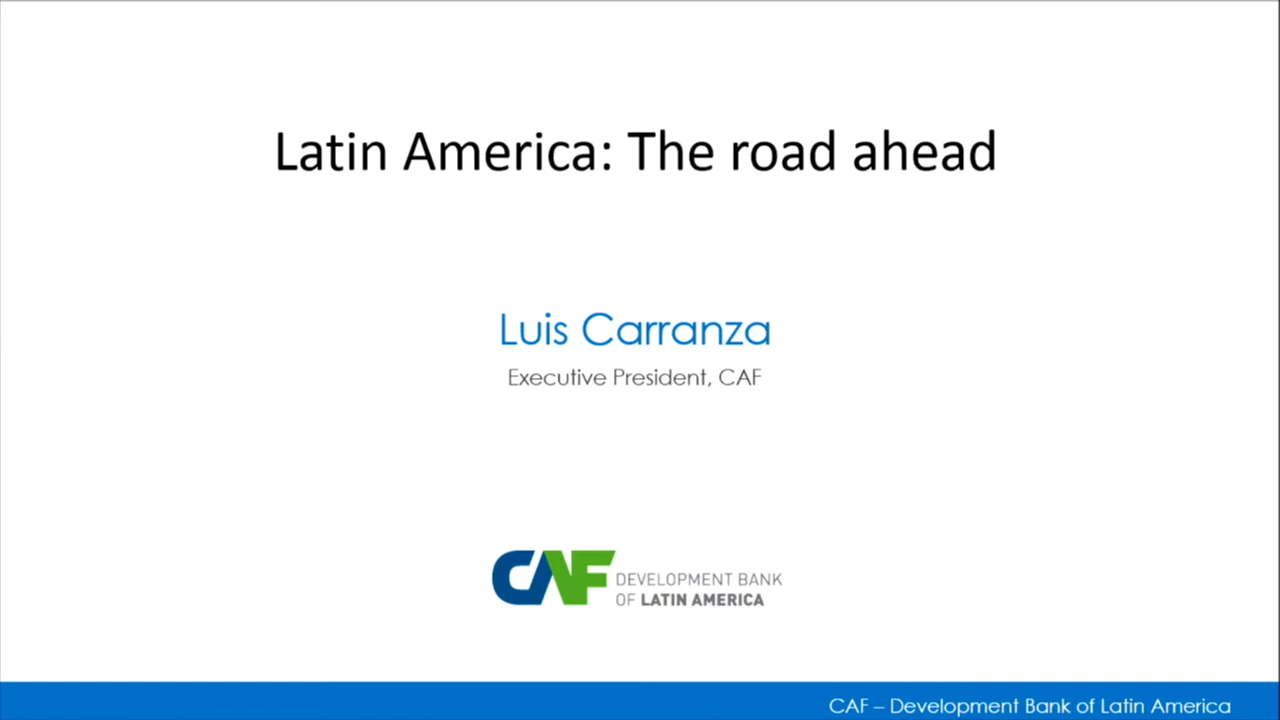 Latin America: The road ahead
Luis Carranza
Executive President, CAF
CAF DEVELOPMENT BANK
OF LATIN AMERICA
CAF – Development Bank of Latin America